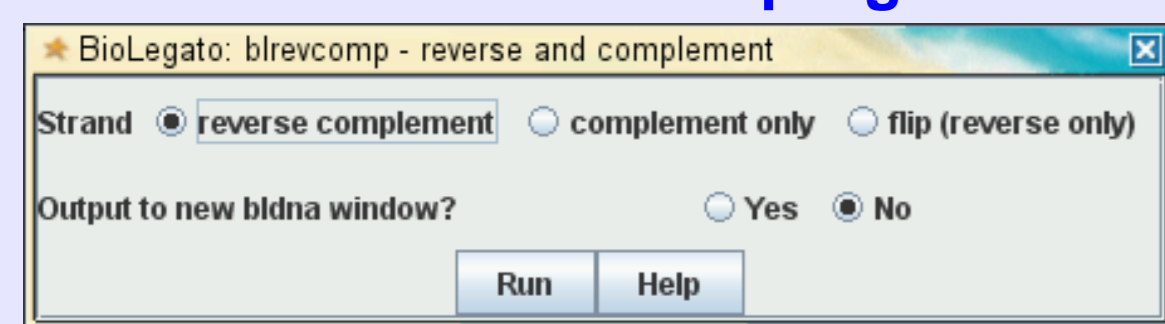 BioLegato: blrevcomp - reverse and complement
Strand reverse complement complement only flip (reverse only)
Output to new bldna window? Yes No
Run Help